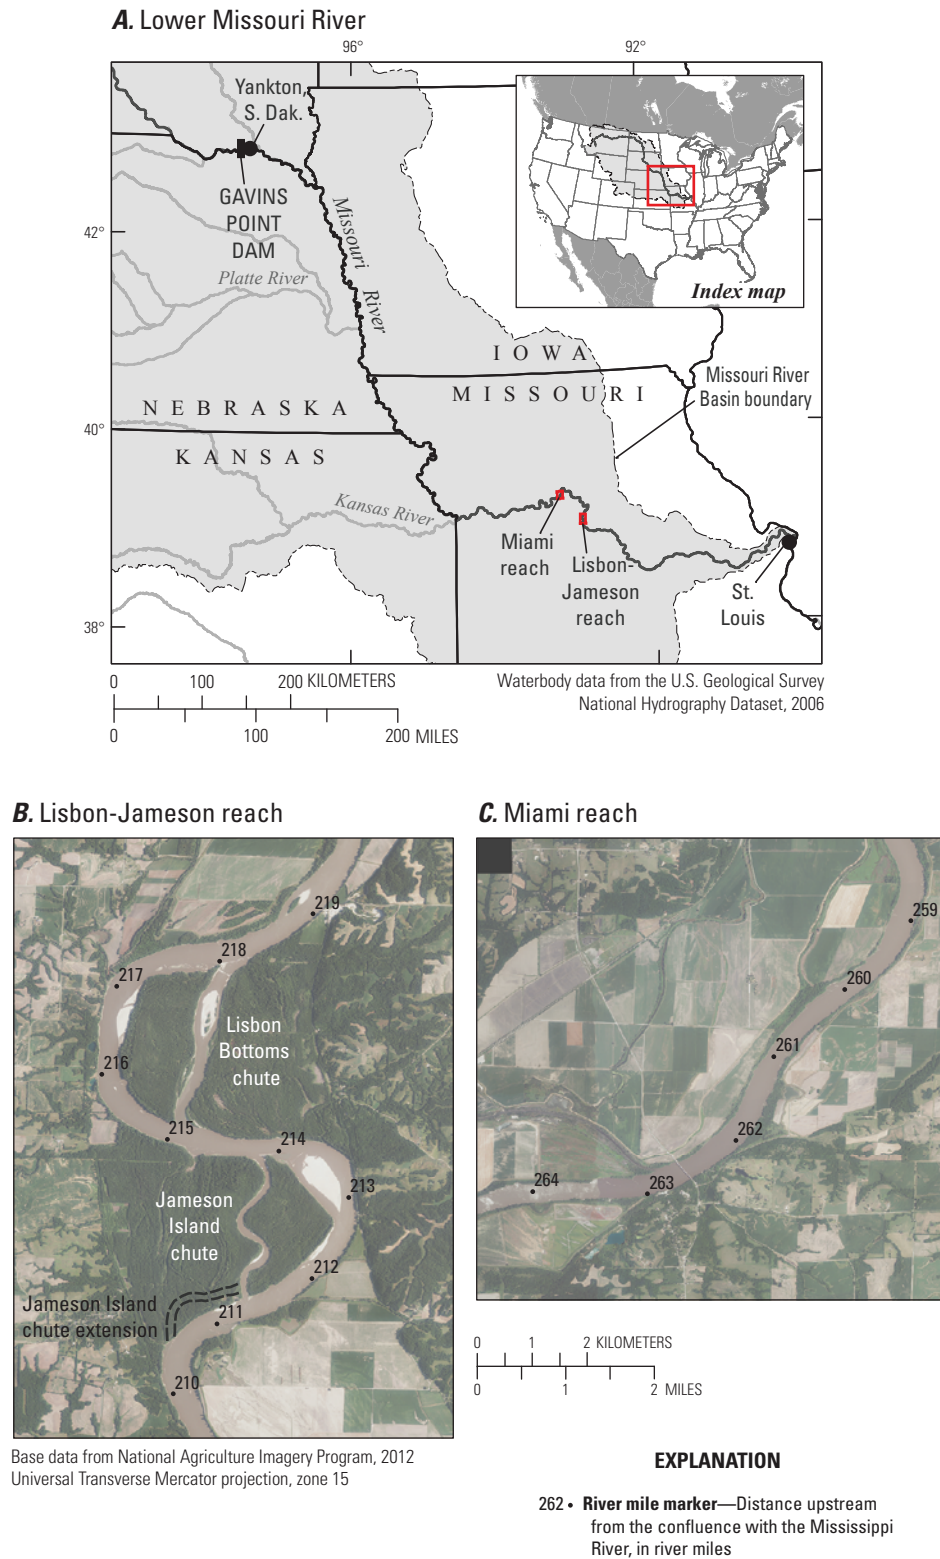 A. Lower Missouri River
96°
92°
Yankton,
S. Dak.
GAVINS
POINT
DAM
42°
Platte River
Missouri River
Index map
IOWA
MISSOURI
Missouri River
Basin boundary
NEBRASKA
40°
KANSAS
Kansas River
Miami
reach
Lisbon-
Jameson
reach
St.
Louis
38°
0 100 200 KILOMETERS
0 100 200 MILES
Waterbody data from the U.S. Geological Survey
National Hydrography Dataset, 2006
B. Lisbon-Jameson reach
219
218
217
Lisbon
Bottoms
chute
216
215
214
213
Jameson
Island
chute
212
Jameson Island
chute extension
211
210
Base data from National Agriculture Imagery Program, 2012
Universal Transverse Mercator projection, zone 15
C. Miami reach
259
260
261
262
264
263
0 1 2 KILOMETERS
0 1 2 MILES
EXPLANATION
262 • River mile marker—Distance upstream
from the confluence with the Mississippi
River, in river miles